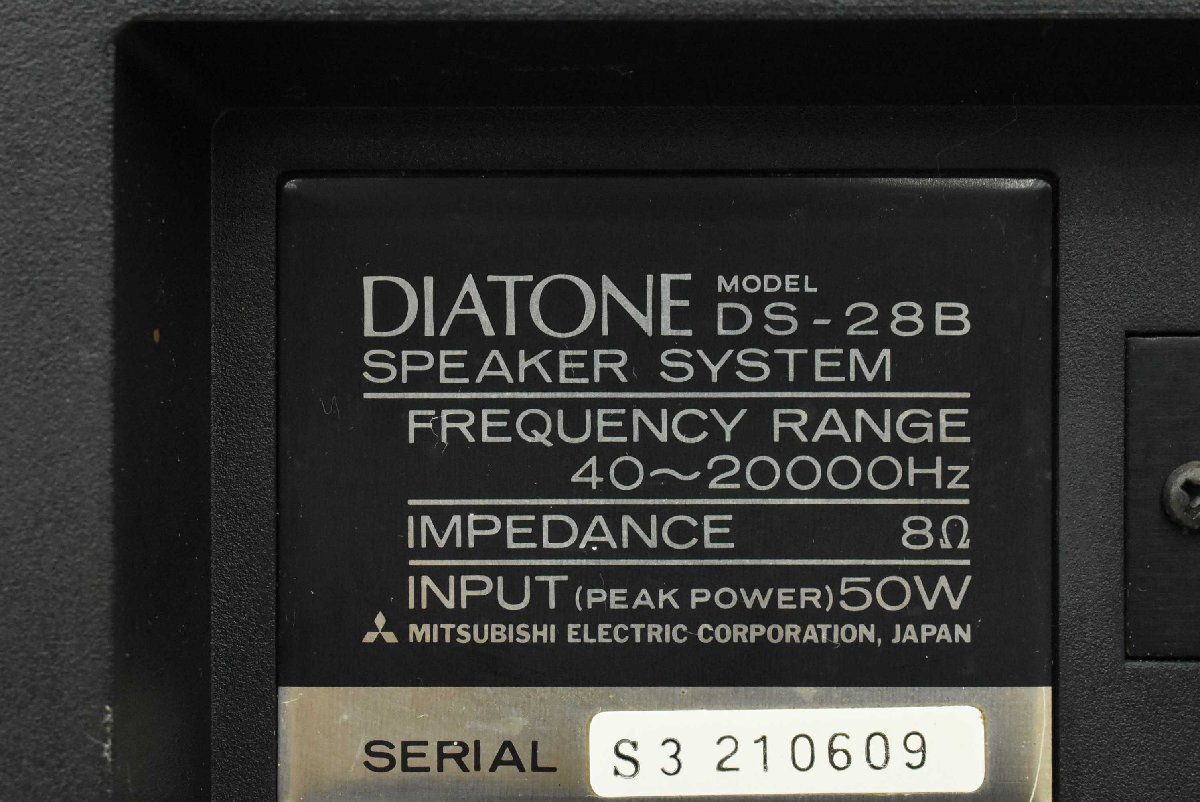 DIATONE MODEL DS-28B
SPEAKER SYSTEM
FREQUENCY RANGE
40～20000Hz
IMPEDANCE 8Ω
INPUT (PEAK POWER) 50W
MITSUBISHI ELECTRIC CORPORATION, JAPAN
SERIAL S3 210609